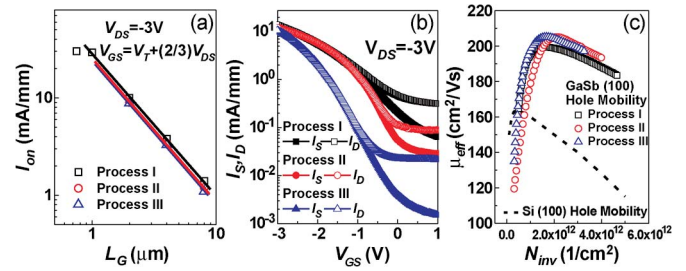 (a)
V_DS=-3V
V_GS=V_T+(2/3)V_DS
I_on (mA/mm)
10
1
Process I
Process II
Process III
1
10
L_G (μm)
(b)
V_DS=-3V
I_S,I_D (mA/mm)
10^1
10^0
10^-1
10^-2
10^-3
Process I
I_S I_D
Process II
I_S I_D
Process III
I_S I_D
-3 -2 -1 0 1
V_GS (V)
(c)
μ_eff (cm²/Vs)
220
200
180
160
140
120
100
GaSb (100)
Hole Mobility
Process I
Process II
Process III
Si (100) Hole Mobility
0.0 2.0x10^12 4.0x10^12 6.0x10^12
N_inv (1/cm²)